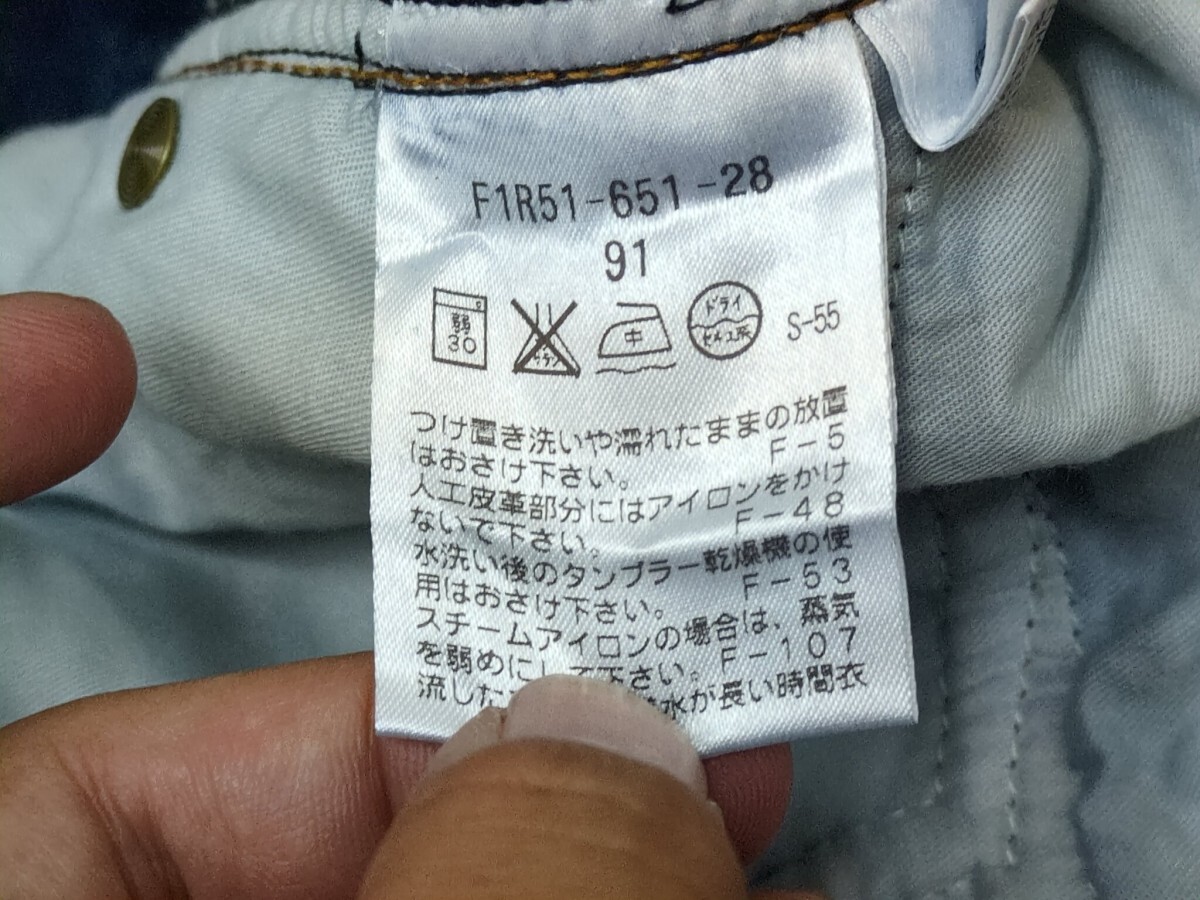 F1R51-651-28
91
弱
30
中
ドライ
セキユ系
S-55
つけ置き洗いや濡れたままの放置
はおさけ下さい。 F-5
人工皮革部分にはアイロンをかけ
ないで下さい。 F-48
水洗い後のタンブラー乾燥機の使
用はおさけ下さい。 F-53
スチームアイロンの場合は、蒸気
を弱めにして下さい。F-107
流した 水が長い時間衣